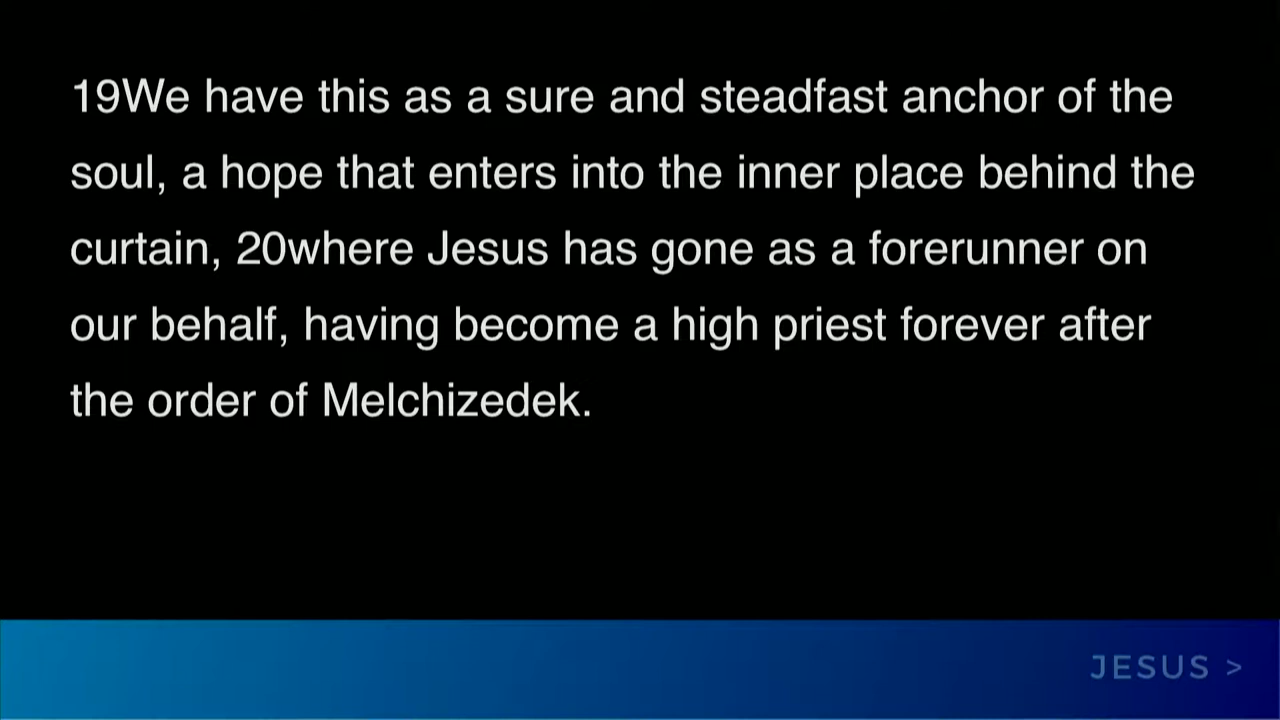 19We have this as a sure and steadfast anchor of the
soul, a hope that enters into the inner place behind the
curtain, 20where Jesus has gone as a forerunner on
our behalf, having become a high priest forever after
the order of Melchizedek.
JESUS >